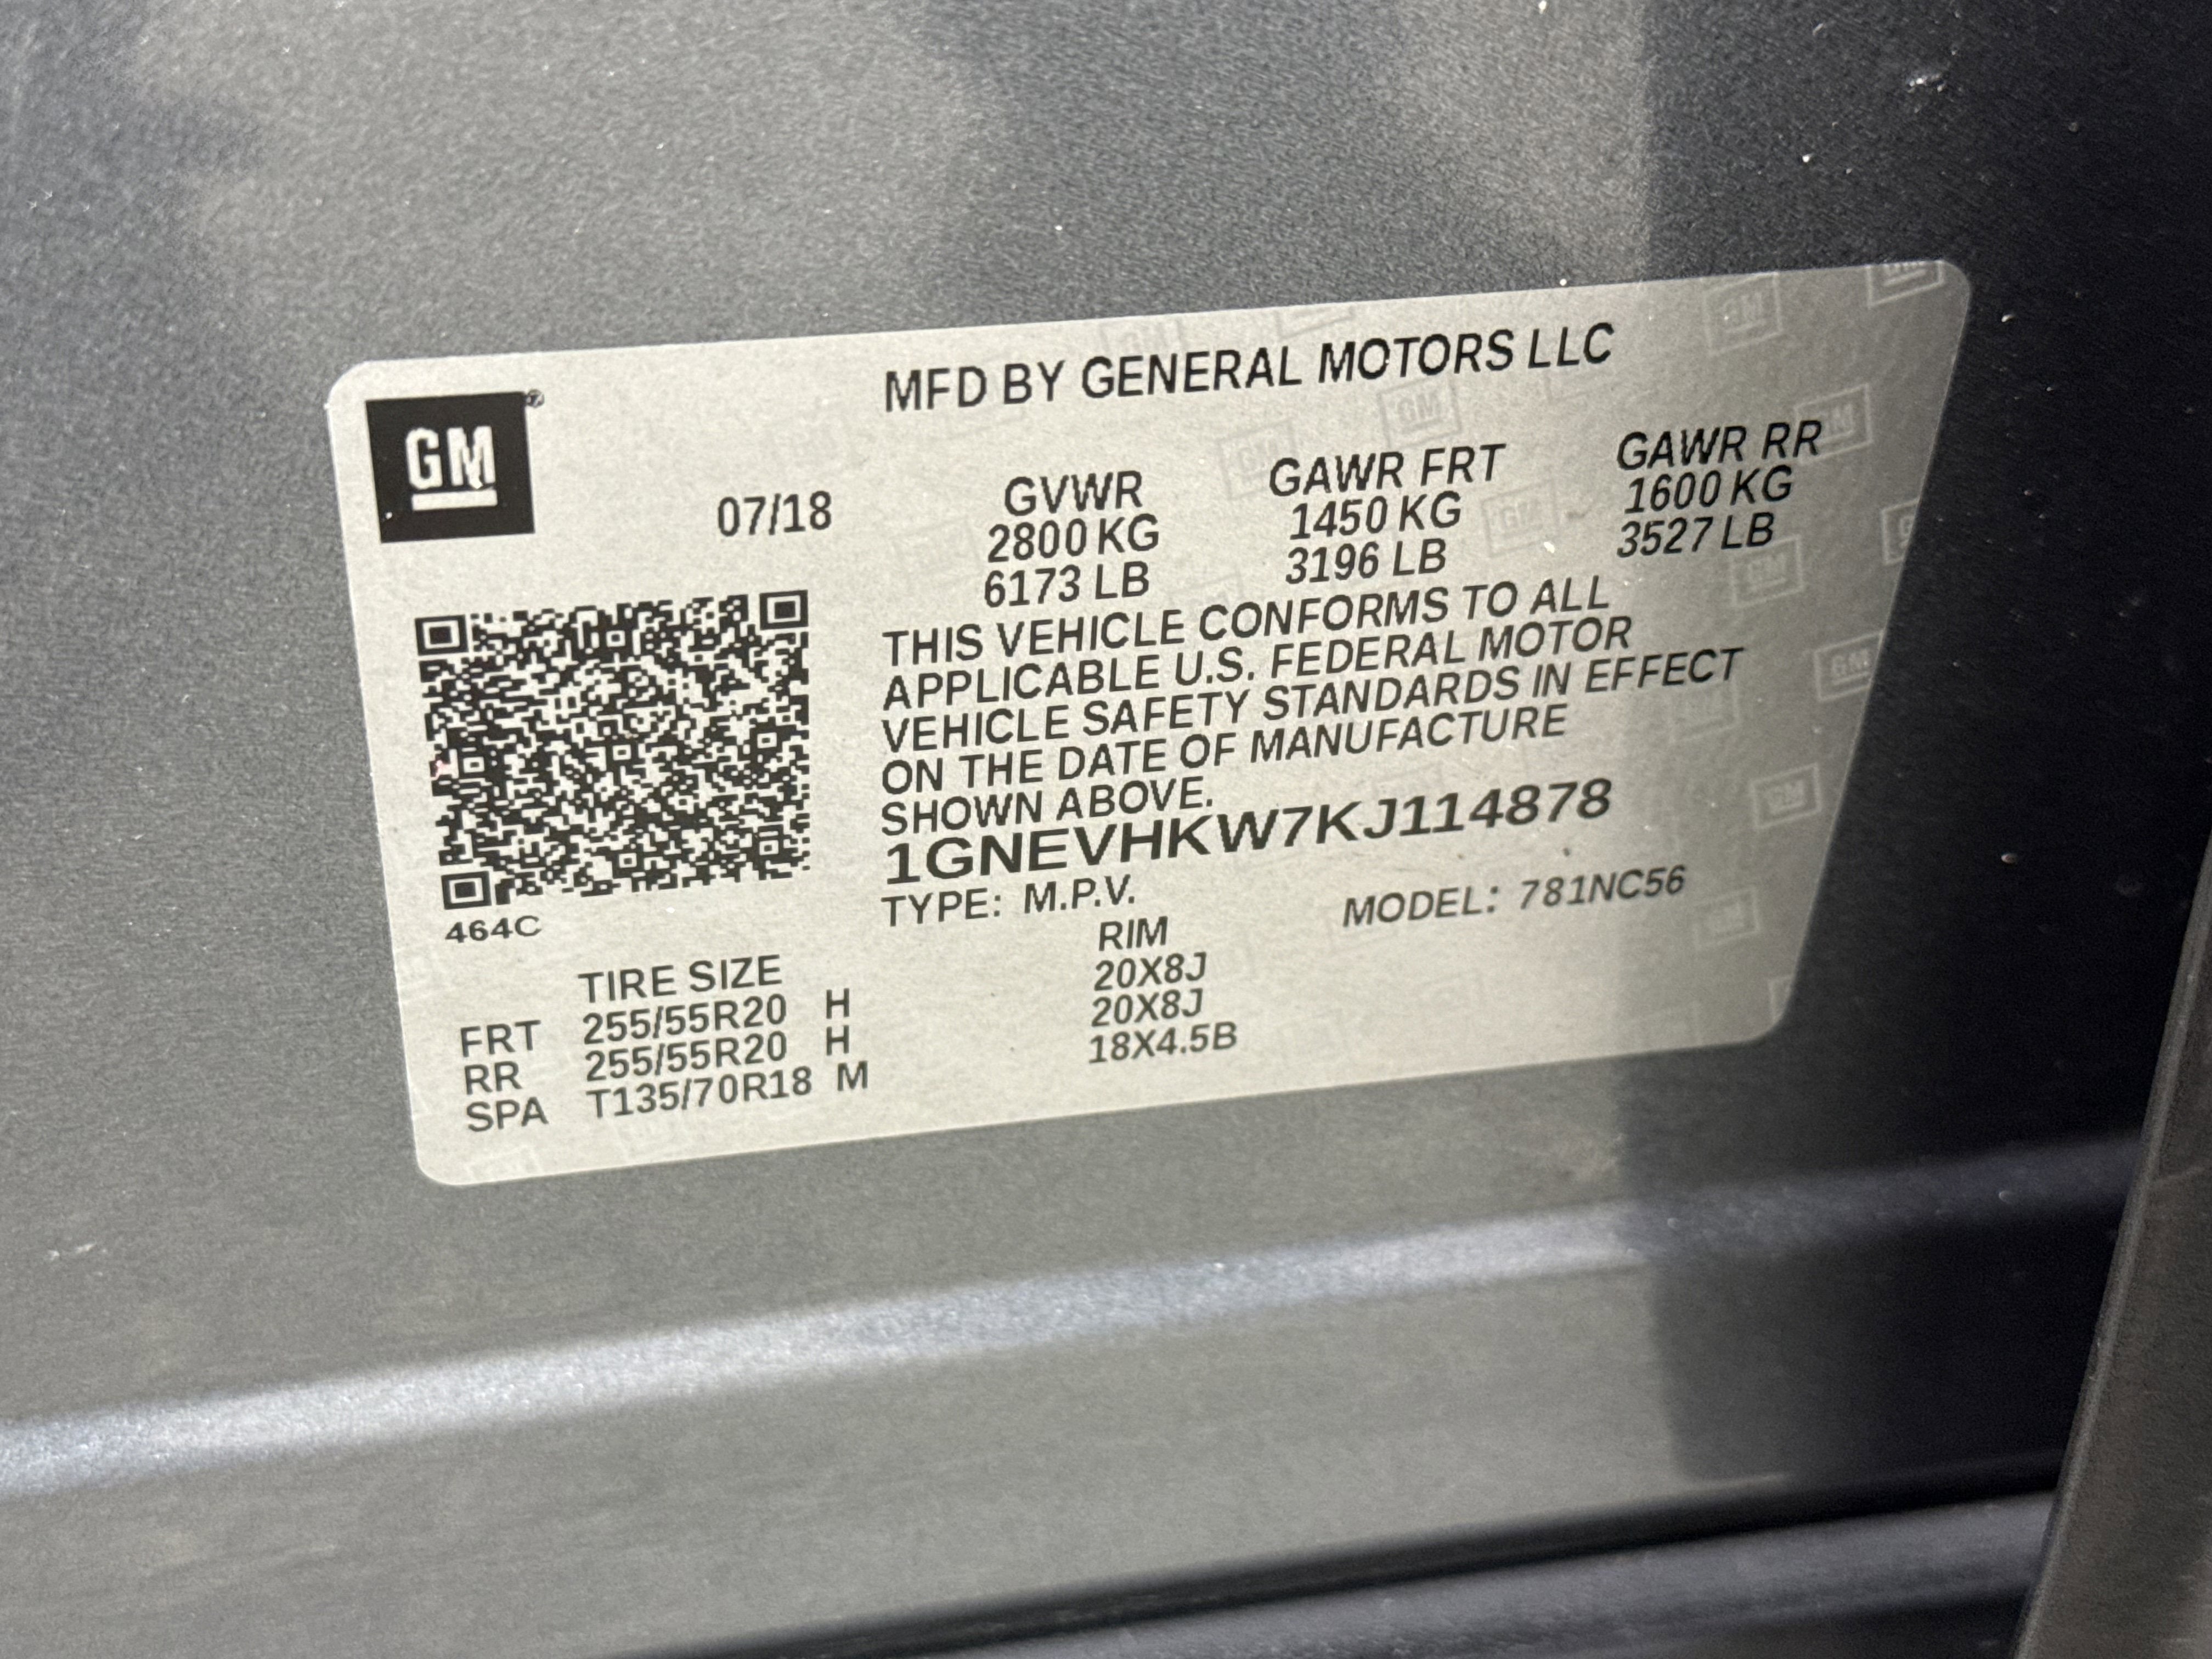 GM
MFD BY GENERAL MOTORS LLC
07/18
GVWR
2800 KG
6173 LB
GAWR FRT
1450 KG
3196 LB
GAWR RR
1600 KG
3527 LB
THIS VEHICLE CONFORMS TO ALL
APPLICABLE U.S. FEDERAL MOTOR
VEHICLE SAFETY STANDARDS IN EFFECT
ON THE DATE OF MANUFACTURE
SHOWN ABOVE.
1GNEVHKW7KJ114878
TYPE: M.P.V. MODEL: 781NC56
464C
TIRE SIZE RIM
FRT 255/55R20 H 20X8J
RR 255/55R20 H 20X8J
SPA T135/70R18 M 18X4.5B